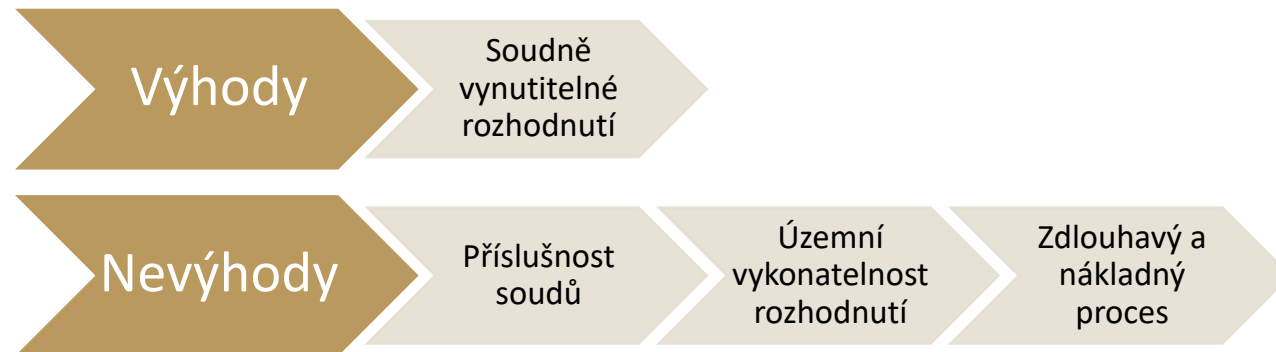 Výhody
Soudně
vynutitelné
rozhodnutí
Nevýhody
Příslušnost
soudů
Územní
vykonatelnost
rozhodnutí
Zdlouhavý a
nákladný
proces